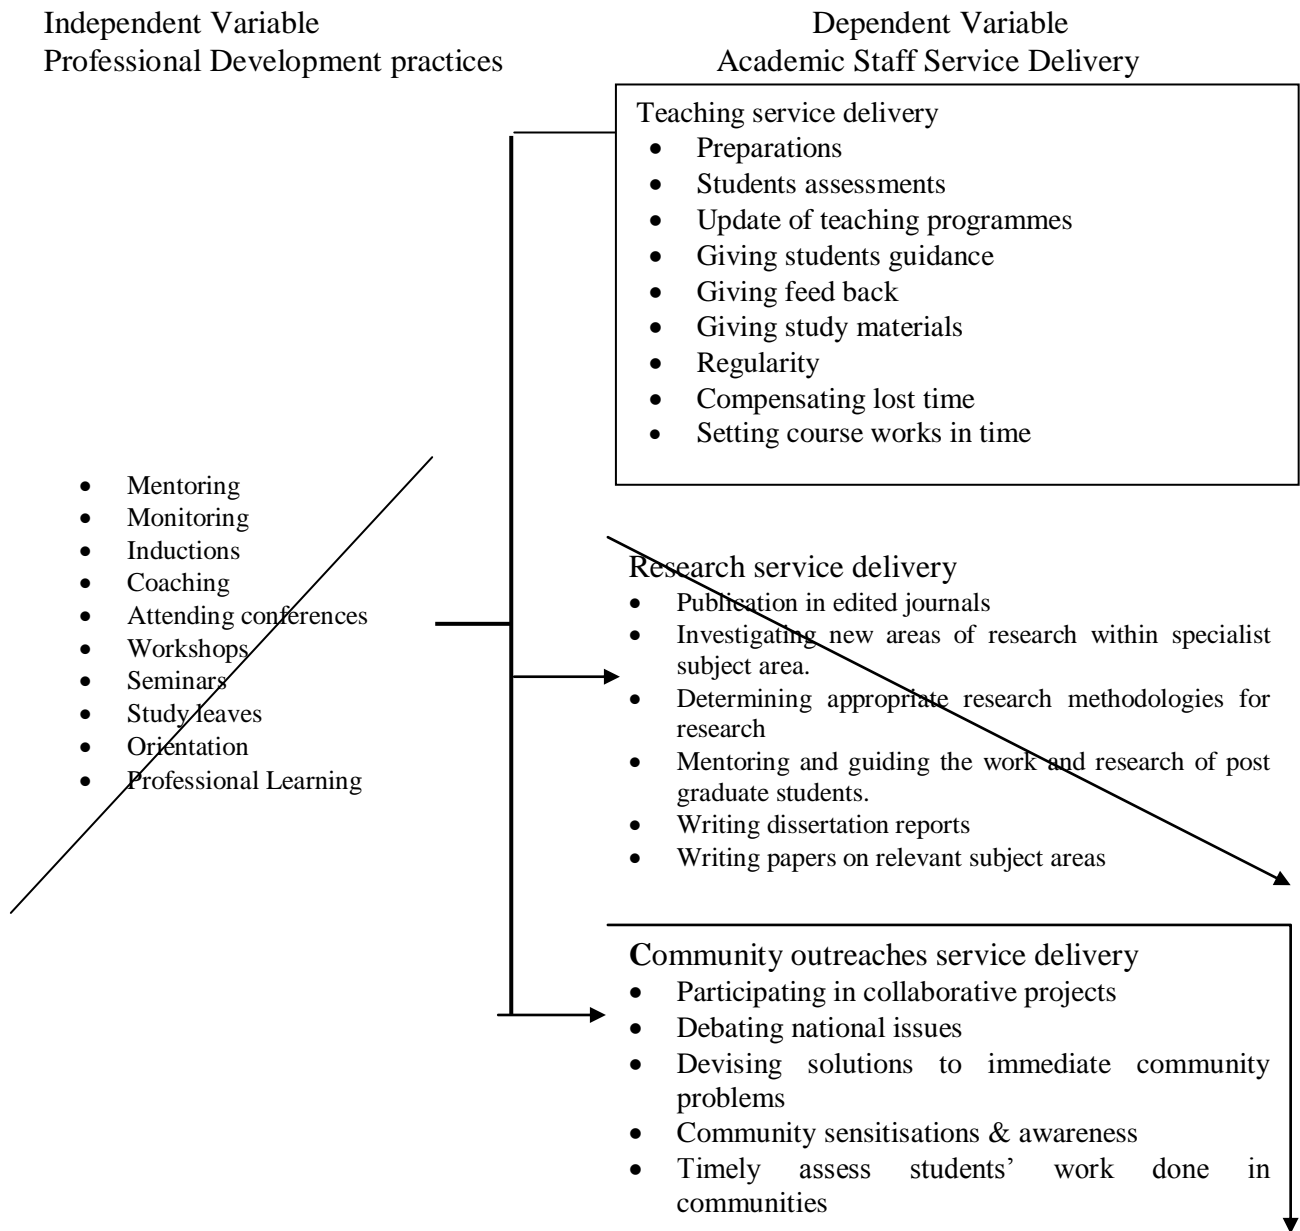 Independent Variable
Professional Development practices
Dependent Variable
Academic Staff Service Delivery
Teaching service delivery
• Preparations
• Students assessments
• Update of teaching programmes
• Giving students guidance
• Giving feed back
• Giving study materials
• Regularity
• Compensating lost time
• Setting course works in time
• Mentoring
• Monitoring
• Inductions
• Coaching
• Attending conferences
• Workshops
• Seminars
• Study leaves
• Orientation
• Professional Learning
Research service delivery
• Publication in edited journals
• Investigating new areas of research within specialist
subject area.
• Determining appropriate research methodologies for
research
• Mentoring and guiding the work and research of post
graduate students.
• Writing dissertation reports
• Writing papers on relevant subject areas
Community outreaches service delivery
• Participating in collaborative projects
• Debating national issues
• Devising solutions to immediate community
problems
• Community sensitisations & awareness
• Timely assess students’ work done in
communities